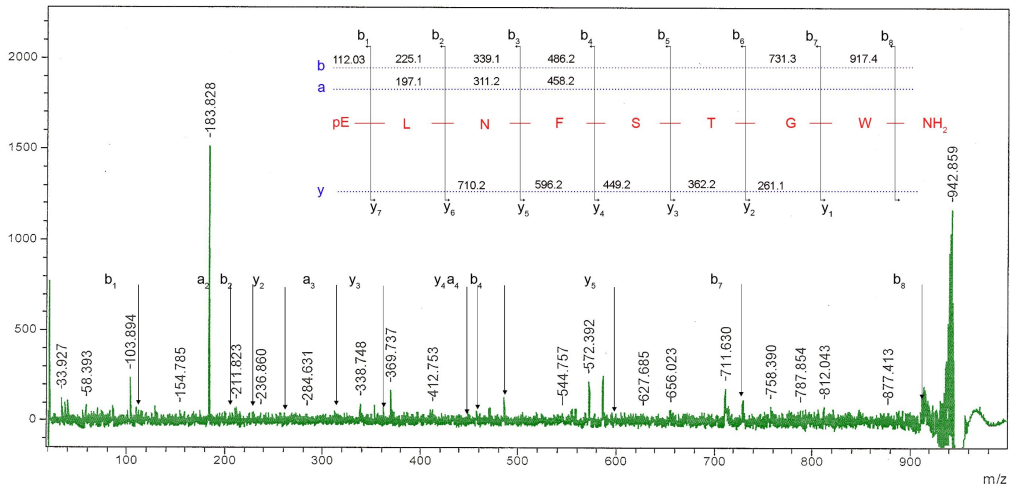 b1 b2 b3 b4 b5 b6 b7 b8
b 112.03 225.1 339.1 486.2 731.3 917.4
a 197.1 311.2 458.2
pE L N F S T G W NH2
y 710.2 596.2 449.2 362.2 261.1
y7 y6 y5 y4 y3 y2 y1
2000
1500
1000
500
0
-183.828
-942.859
b1 a2 b2 y2 a3 y3 y4 a4 b4 y5 b7 b8
-33.927
-58.393
-103.894
-154.785
-211.823
-236.860
-284.631
-338.748
-369.737
-412.753
-544.757
-572.392
-627.685
-656.023
-711.630
-758.390
-787.854
-812.043
-877.413
100 200 300 400 500 600 700 800 900
m/z